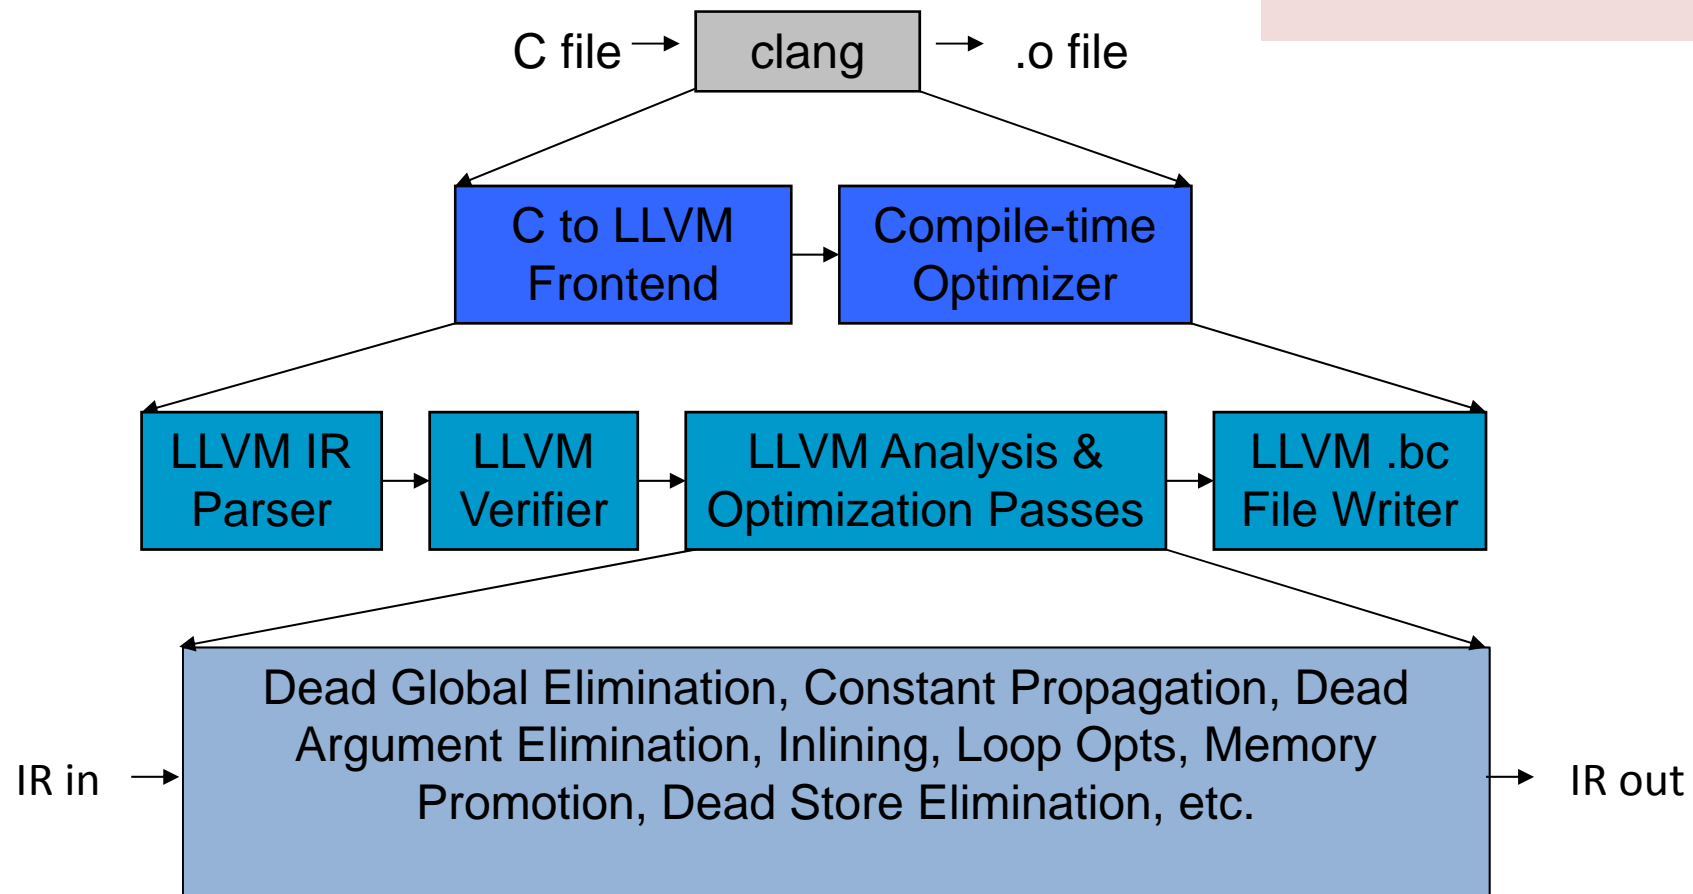 C file
clang
.o file
C to LLVM
Frontend
Compile-time
Optimizer
LLVM IR
Parser
LLVM
Verifier
LLVM Analysis &
Optimization Passes
LLVM .bc
File Writer
Dead Global Elimination, Constant Propagation, Dead
Argument Elimination, Inlining, Loop Opts, Memory
Promotion, Dead Store Elimination, etc.
IR in
IR out